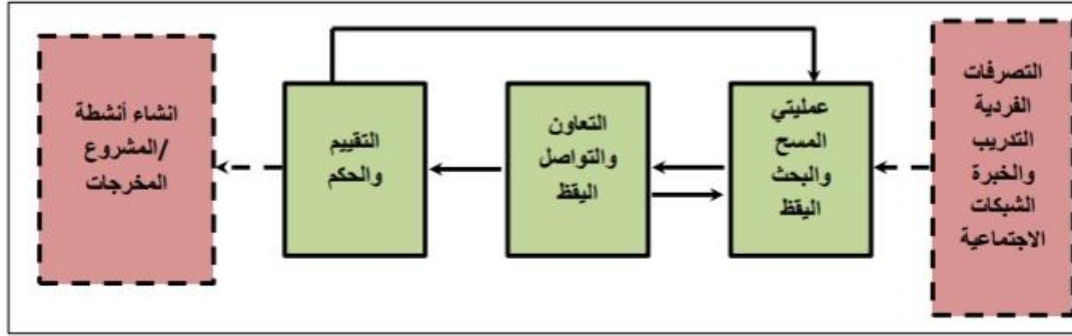 التصرفات
الفردية
التدريب
والخبرة
الشبكات
الاجتماعية
عمليتي
المسح
والبحث
اليقظ
التعاون
والتواصل
اليقظ
التقييم
والحكم
انشاء أنشطة
/المشروع
المخرجات